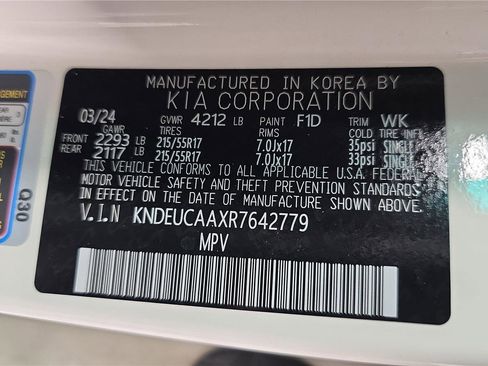 MANUFACTURED IN KOREA BY
KIA CORPORATION
03/24 GVWR 4212 LB PAINT F1D TRIM WK
GAWR TIRES RIMS COLD TIRE INFL.
FRONT 2293 LB 215/55R17 7.0Jx17 35psi SINGLE
REAR 2117 LB 215/55R17 7.0Jx17 33psi SINGLE
THIS VEHICLE CONFORMS TO ALL APPLICABLE U.S.A. FEDERAL
MOTOR VEHICLE SAFETY AND THEFT PREVENTION STANDARDS
IN EFFECT ON THE DATE OF MANUFACTURE SHOWN ABOVE.
V.I.N KNDEUCAAXR7642779
MPV
Q30